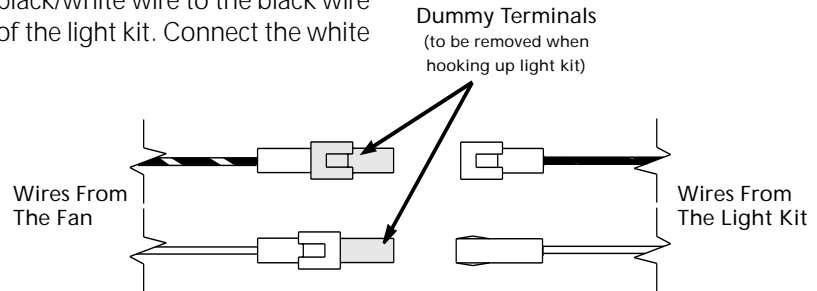 black/white wire to the black wire
of the light kit. Connect the white
Dummy Terminals
(to be removed when
hooking up light kit)
Wires From
The Fan
Wires From
The Light Kit